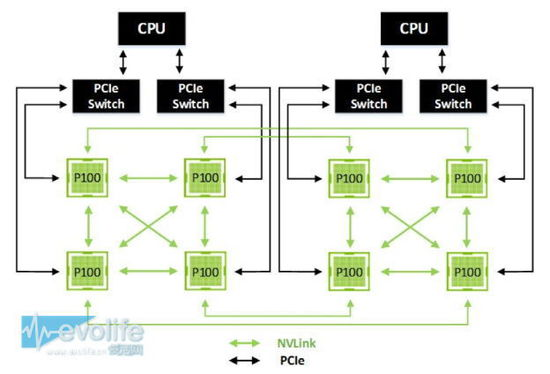 CPU
CPU
PCIe
Switch
PCIe
Switch
PCIe
Switch
PCIe
Switch
P100
P100
P100
P100
P100
P100
P100
P100
evolife
NVLink
PCIe